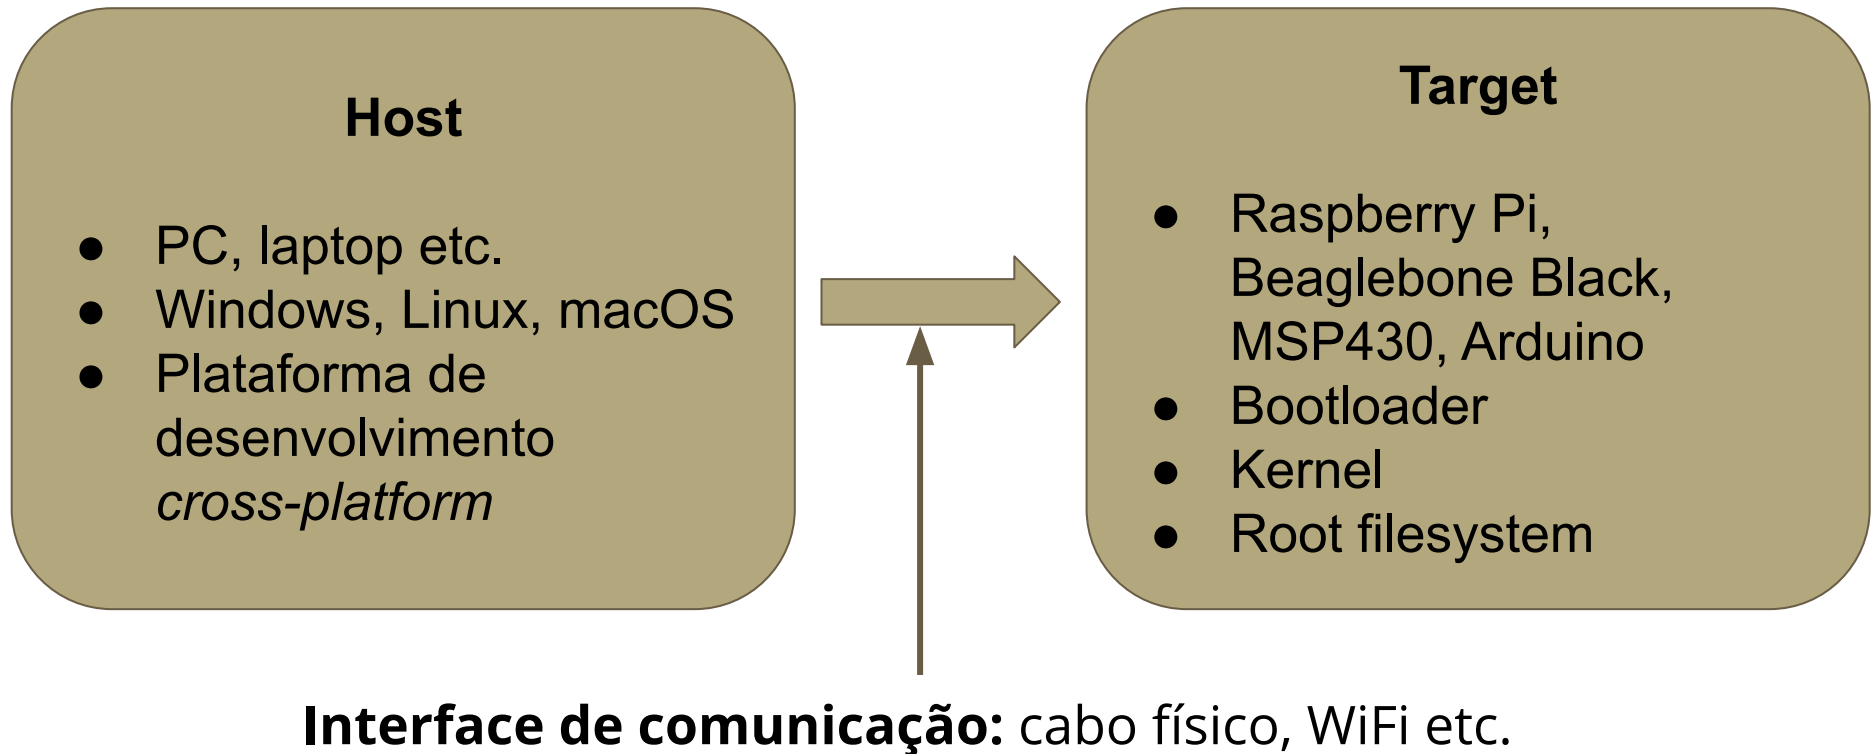 Host
● PC, laptop etc.
● Windows, Linux, macOS
● Plataforma de
desenvolvimento
cross-platform
Target
● Raspberry Pi,
Beaglebone Black,
MSP430, Arduino
● Bootloader
● Kernel
● Root filesystem
Interface de comunicação: cabo físico, WiFi etc.